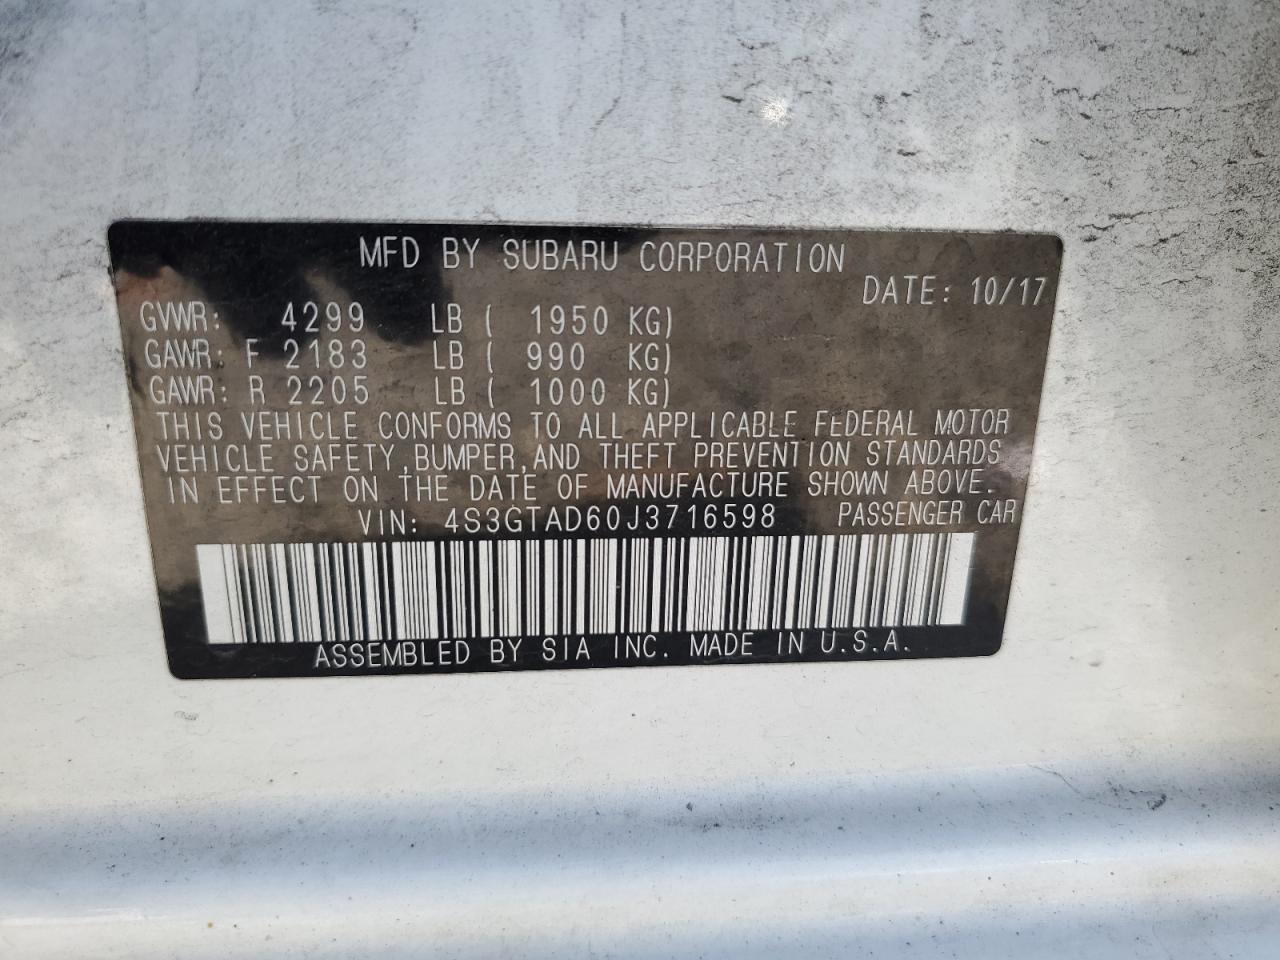 MFD BY SUBARU CORPORATION
DATE: 10/17
GVWR: 4299 LB ( 1950 KG)
GAWR: F 2183 LB ( 990 KG)
GAWR: R 2205 LB ( 1000 KG)
THIS VEHICLE CONFORMS TO ALL APPLICABLE FEDERAL MOTOR
VEHICLE SAFETY, BUMPER, AND THEFT PREVENTION STANDARDS
IN EFFECT ON THE DATE OF MANUFACTURE SHOWN ABOVE.
VIN: 4S3GTAD60J3716598 PASSENGER CAR
ASSEMBLED BY SIA INC. MADE IN U.S.A.